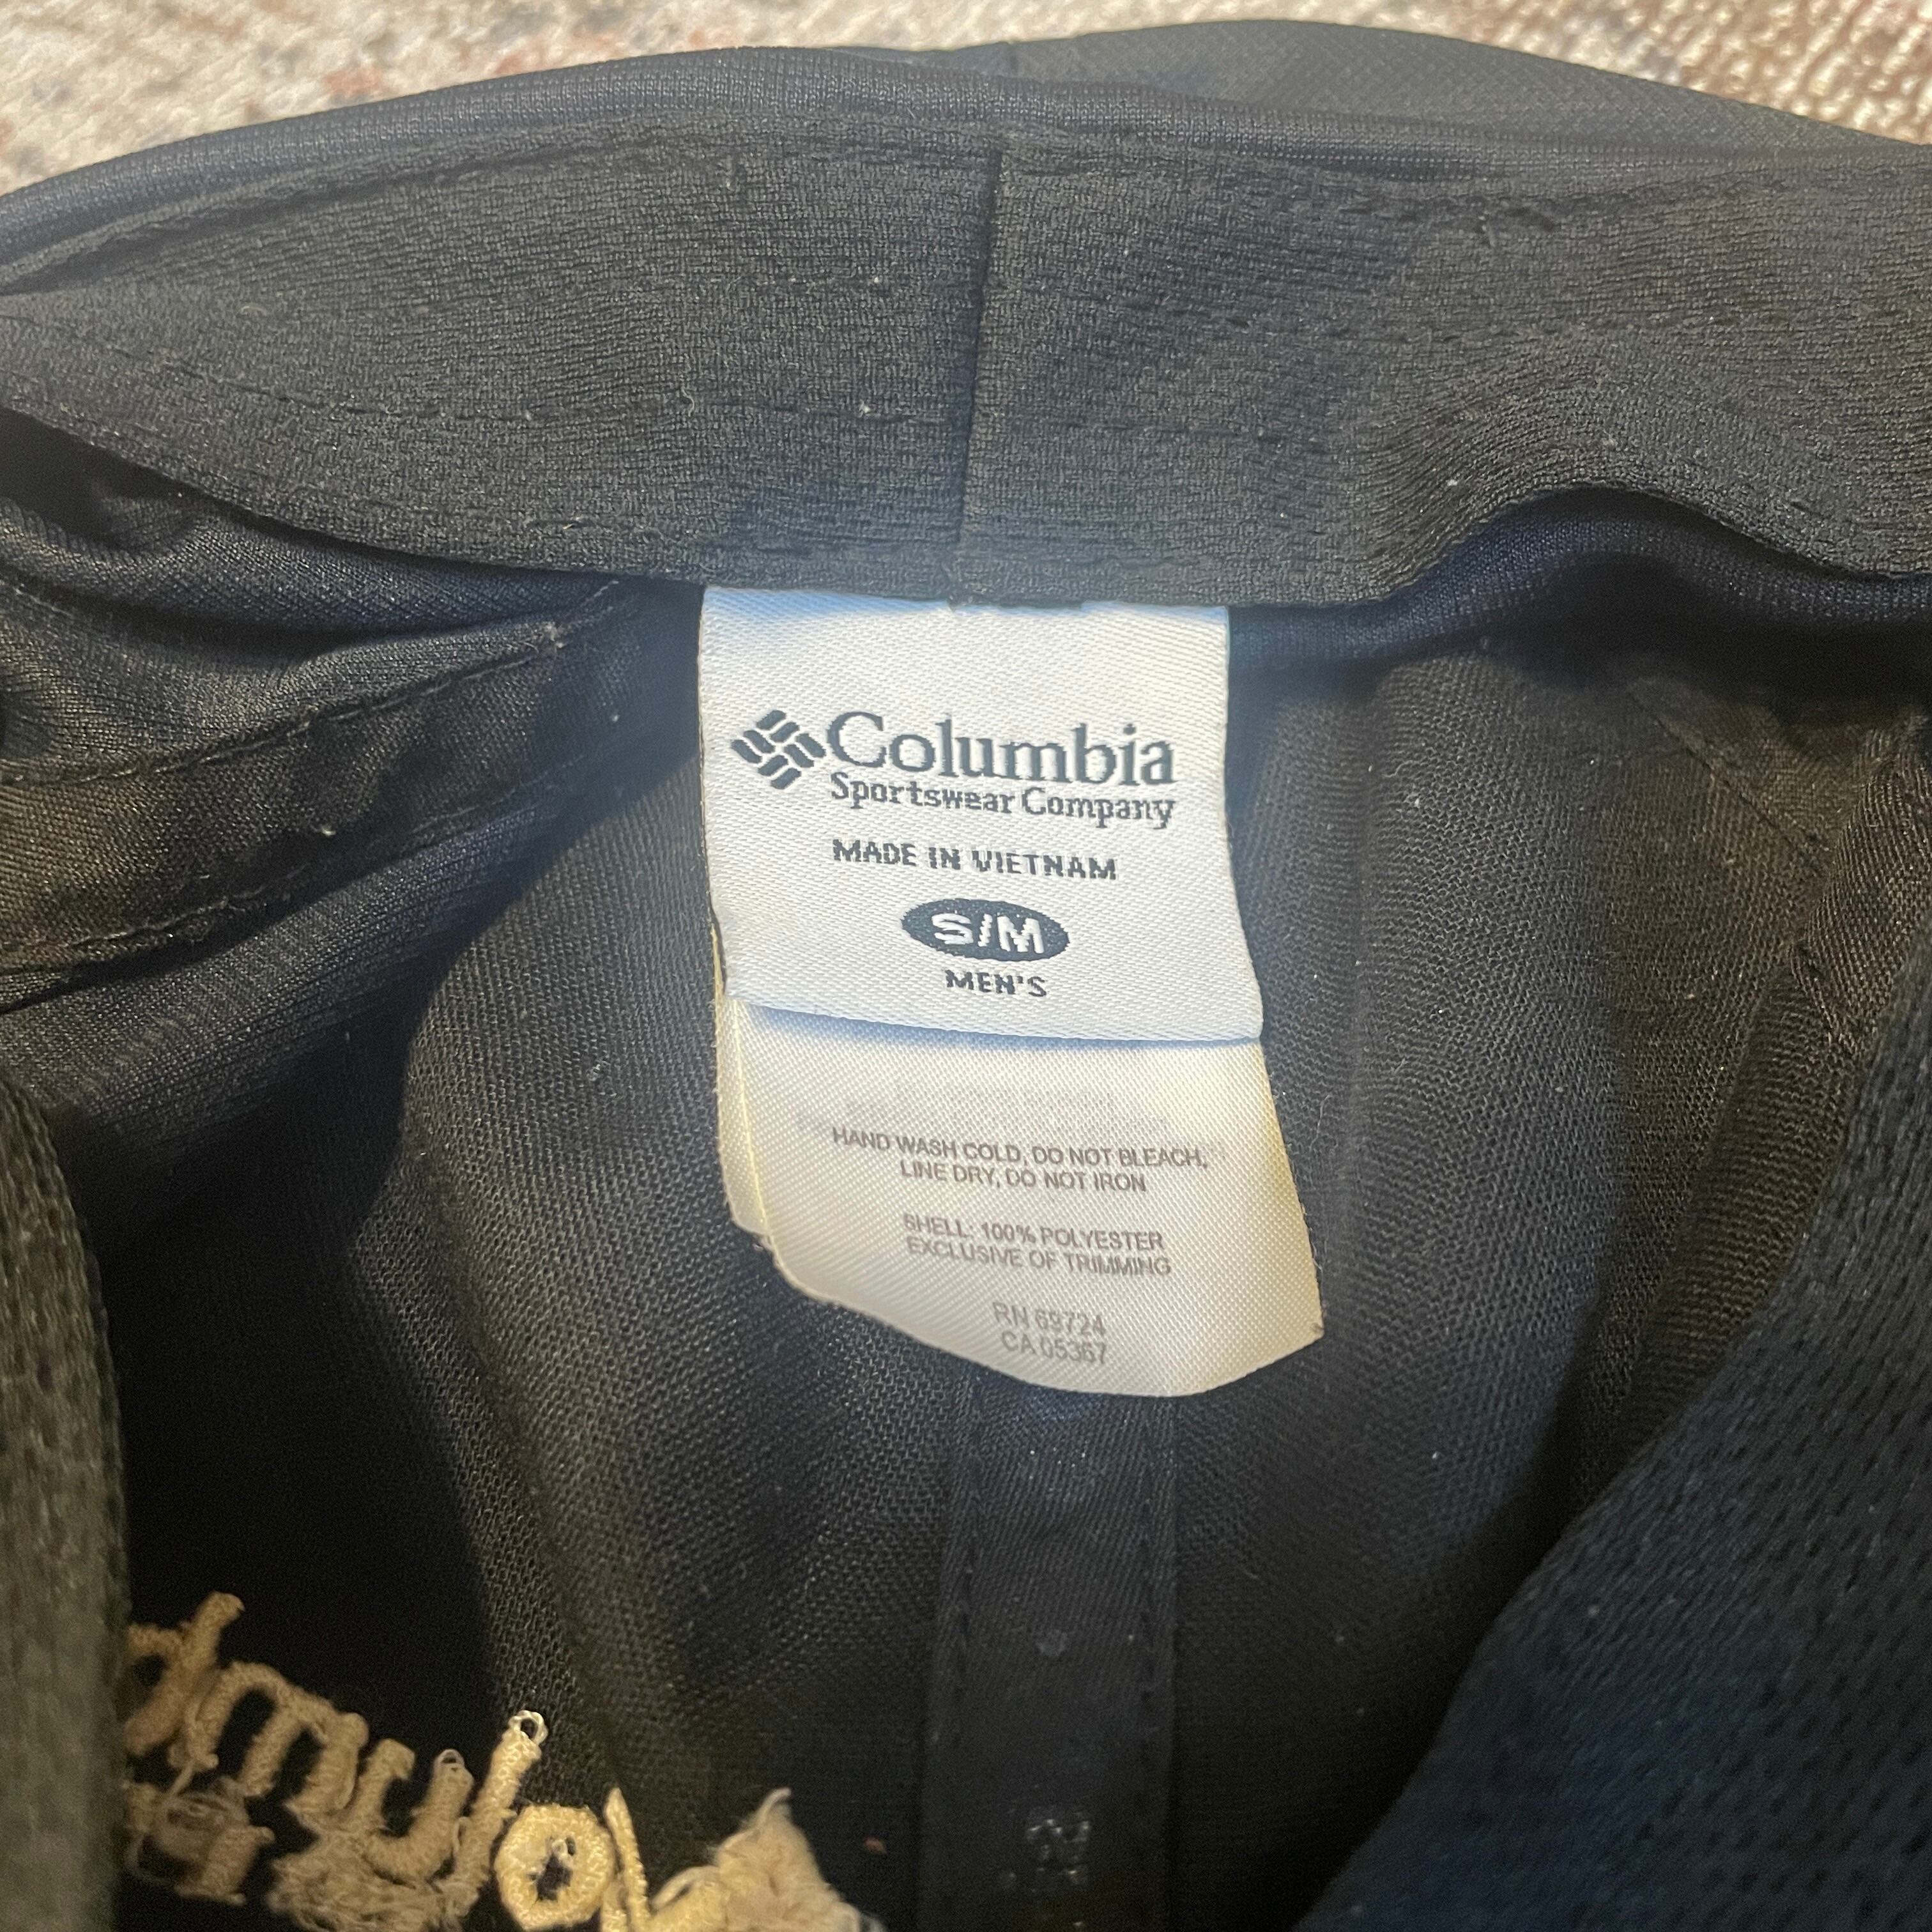 Columbia
Sportswear Company
MADE IN VIETNAM
S/M
MEN'S
HAND WASH COLD, DO NOT BLEACH,
LINE DRY, DO NOT IRON
SHELL: 100% POLYESTER
EXCLUSIVE OF TRIMMING
RN 69724
CA 05367